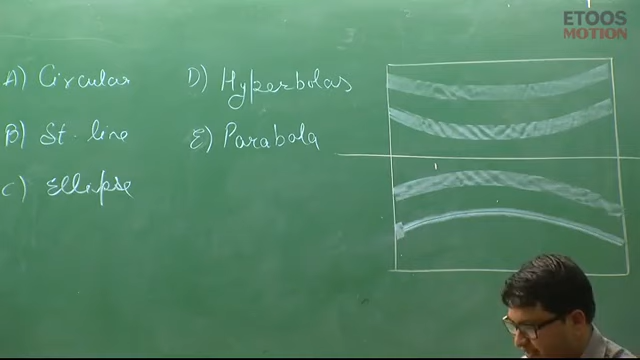 ETOOS
MOTION
A) Circular
B) St. line
C) Ellipse
D) Hyperbolas
E) Parabola